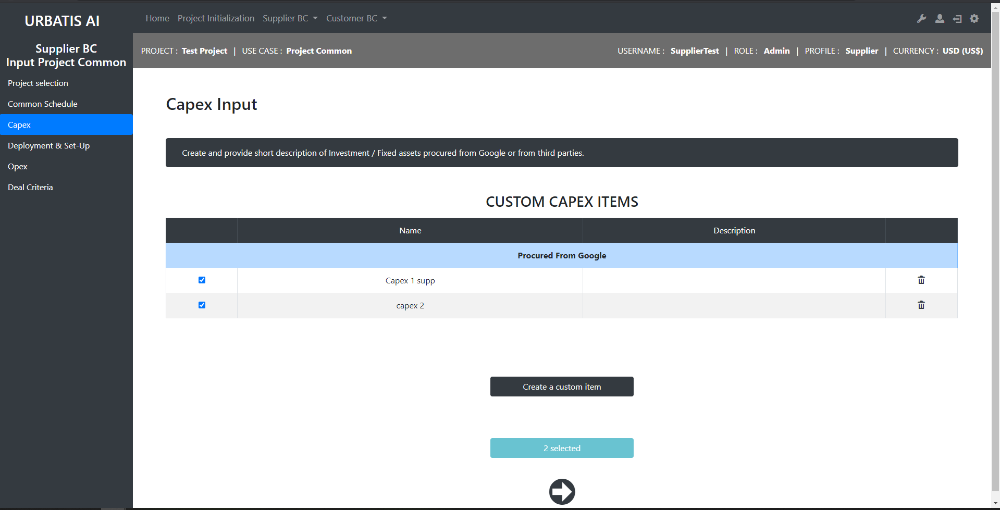 URBATIS AI
Home Project Initialization Supplier BC Customer BC
Supplier BC
Input Project Common
Project selection
Common Schedule
Capex
Deployment & Set-Up
Opex
Deal Criteria
PROJECT : Test Project | USE CASE : Project Common
USERNAME : SupplierTest | ROLE : Admin | PROFILE : Supplier | CURRENCY : USD (US$)
Capex Input
Create and provide short description of Investment / Fixed assets procured from Google or from third parties.
CUSTOM CAPEX ITEMS
Name Description
Procured From Google
Capex 1 supp
capex 2
Create a custom item
2 selected